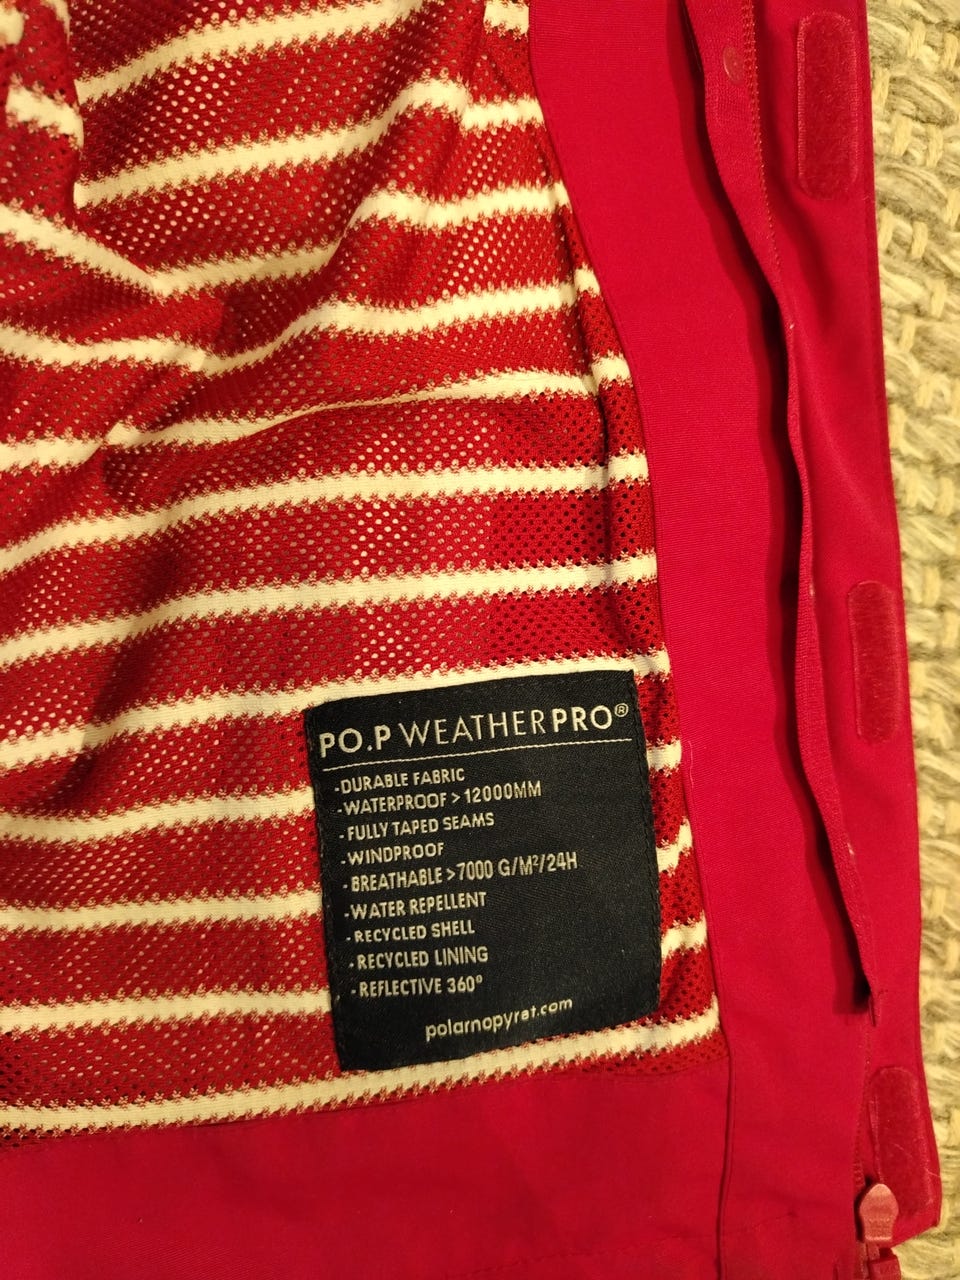 PO.P WEATHERPRO®
-DURABLE FABRIC
-WATERPROOF > 12000MM
-FULLY TAPED SEAMS
-WINDPROOF
-BREATHABLE >7000 G/M²/24H
-WATER REPELLENT
-RECYCLED SHELL
-RECYCLED LINING
-REFLECTIVE 360°
polarnopyret.com